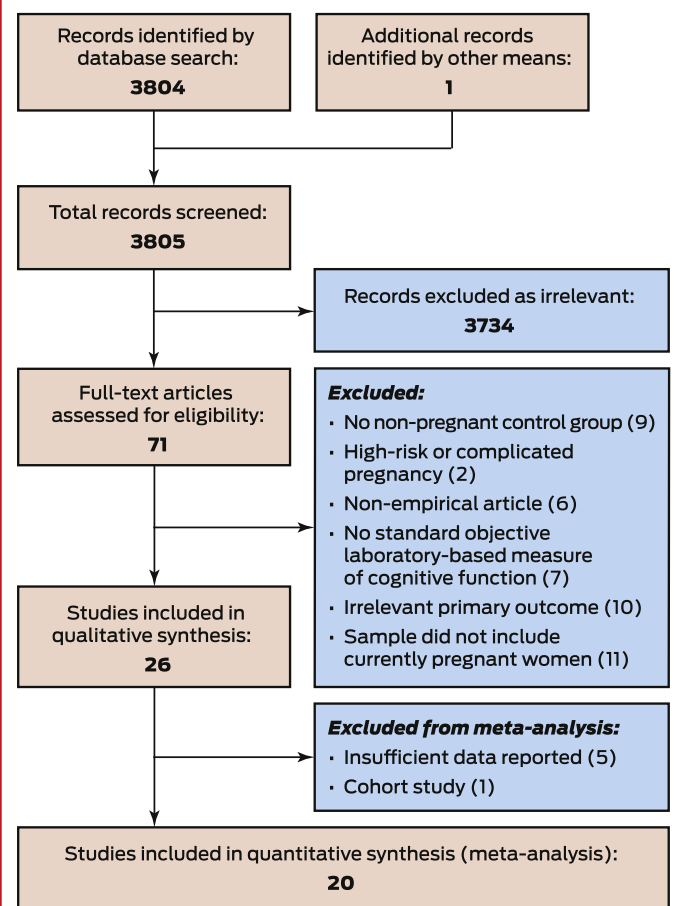 Records identified by
database search:
3804
Additional records
identified by other means:
1
Total records screened:
3805
Records excluded as irrelevant:
3734
Full-text articles
assessed for eligibility:
71
Excluded:
· No non-pregnant control group (9)
· High-risk or complicated
pregnancy (2)
· Non-empirical article (6)
· No standard objective
laboratory-based measure
of cognitive function (7)
· Irrelevant primary outcome (10)
· Sample did not include
currently pregnant women (11)
Studies included in
qualitative synthesis:
26
Excluded from meta-analysis:
· Insufficient data reported (5)
· Cohort study (1)
Studies included in quantitative synthesis (meta-analysis):
20